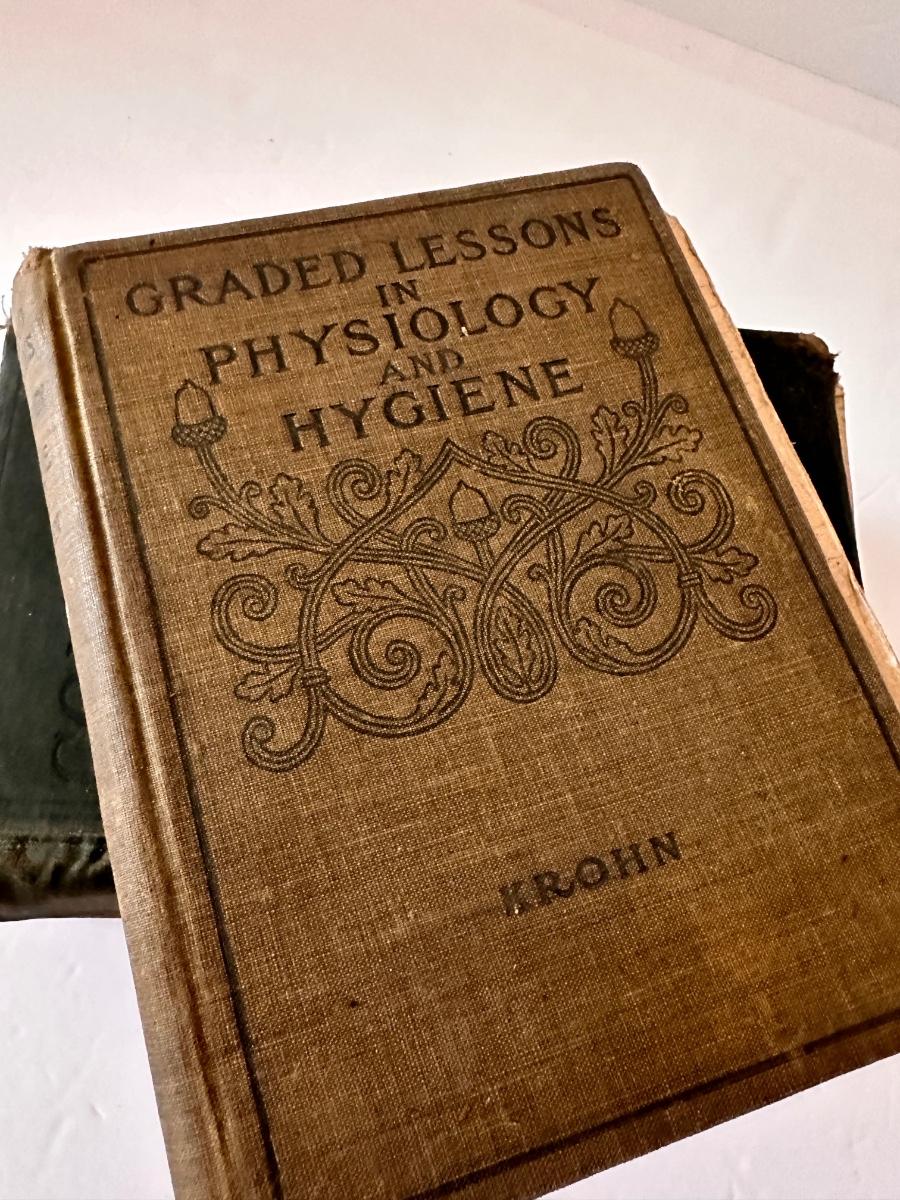 GRADED LESSONS
IN
PHYSIOLOGY
AND
HYGIENE
KROHN